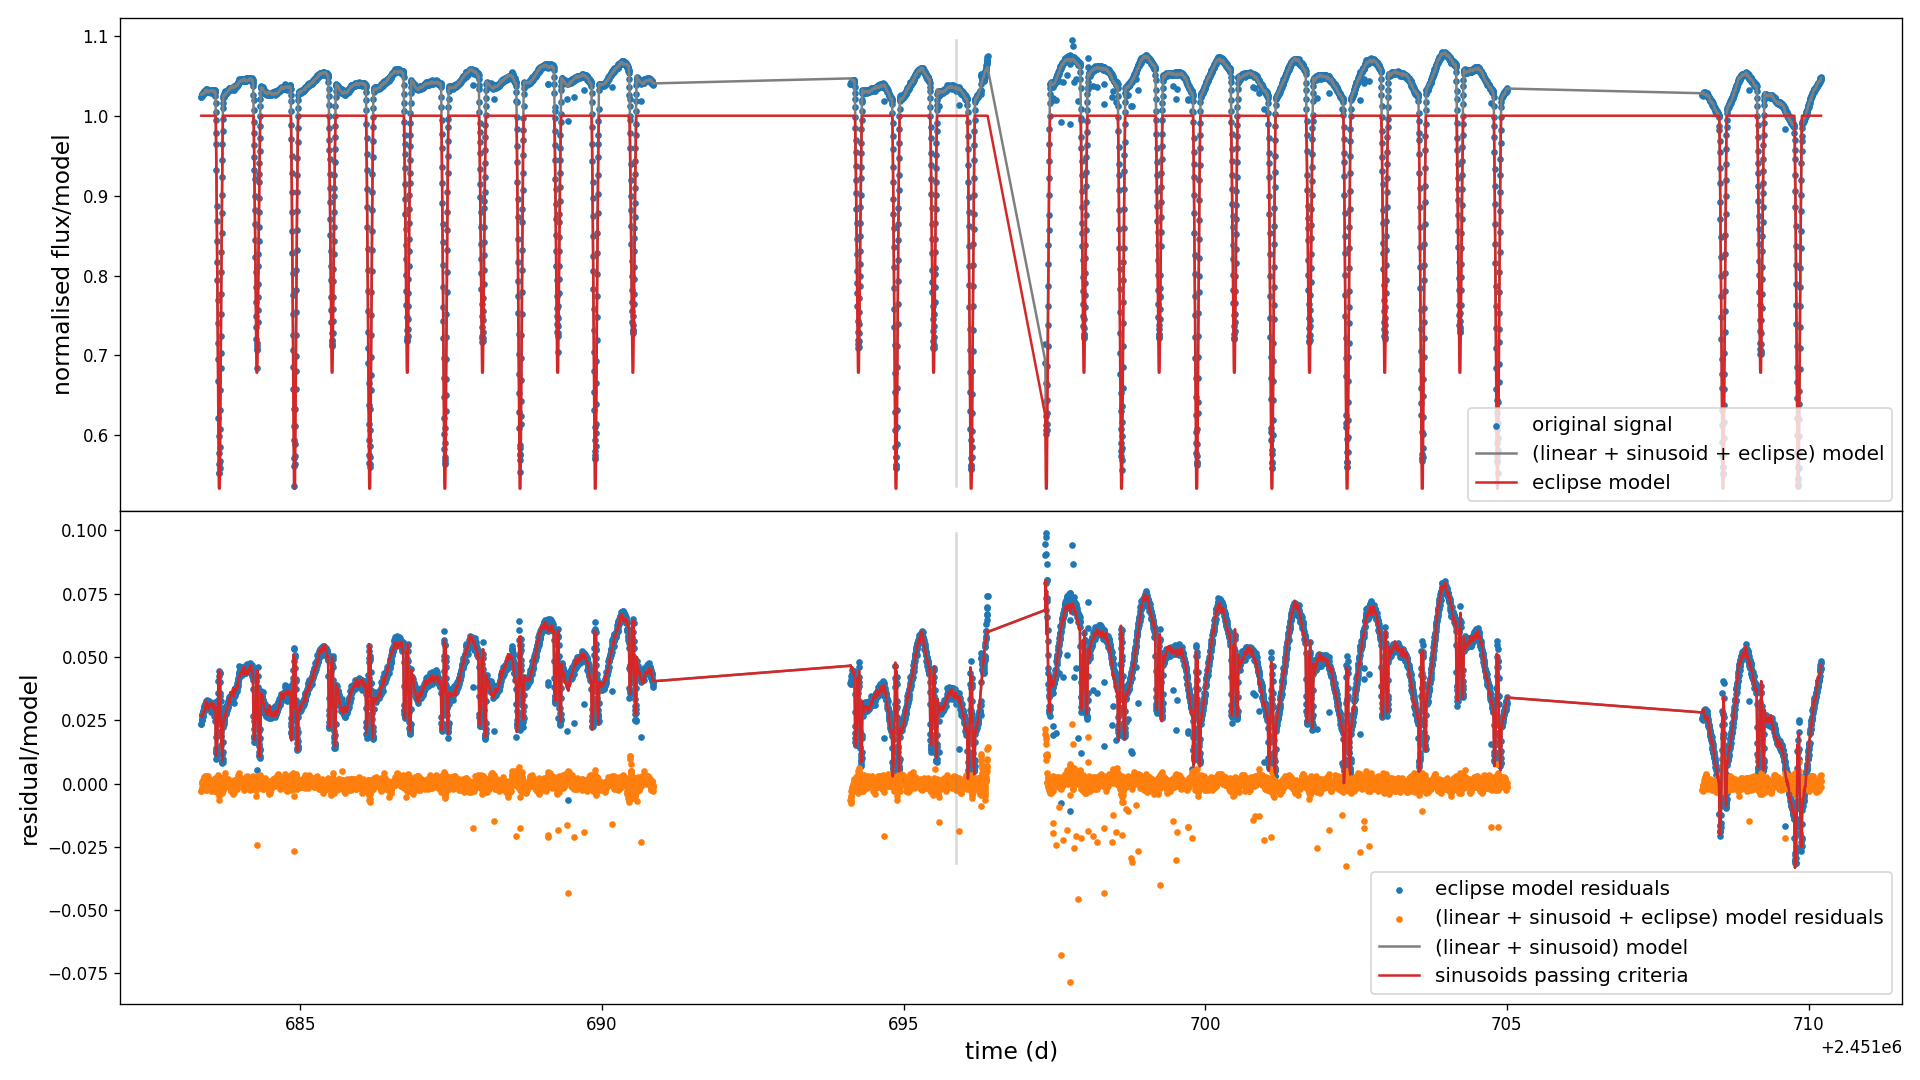 normalised flux/model
1.1
1.0
0.9
0.8
0.7
0.6
original signal
(linear + sinusoid + eclipse) model
eclipse model
residual/model
0.100
0.075
0.050
0.025
0.000
−0.025
−0.050
−0.075
eclipse model residuals
(linear + sinusoid + eclipse) model residuals
(linear + sinusoid) model
sinusoids passing criteria
685
690
695
700
705
710
+2.451e6
time (d)